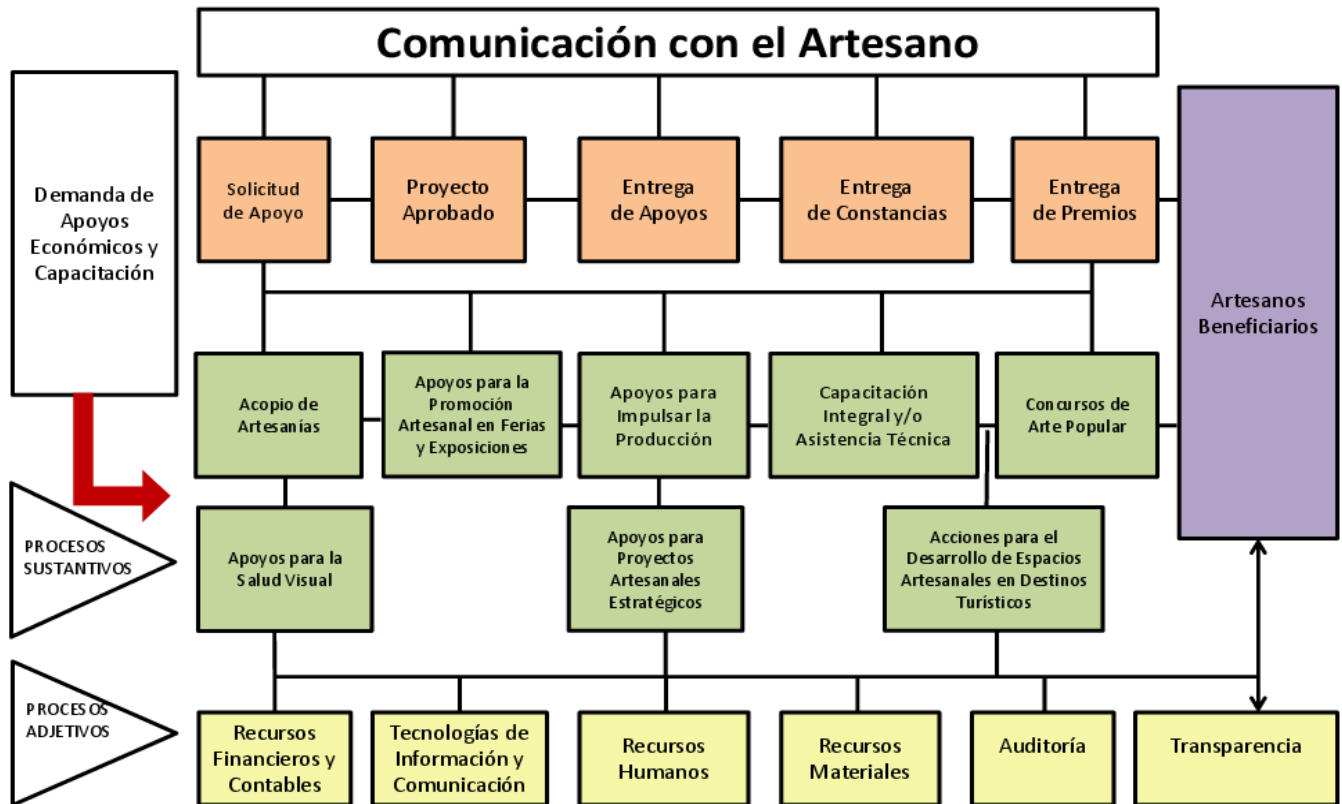 Comunicación con el Artesano
Demanda de
Apoyos
Económicos y
Capacitación
Solicitud
de Apoyo
Proyecto
Aprobado
Entrega
de Apoyos
Entrega
de Constancias
Entrega
de Premios
Artesanos
Beneficiarios
Acopio de
Artesanías
Apoyos para la
Promoción
Artesanal en Ferias
y Exposiciones
Apoyos para
Impulsar la
Producción
Capacitación
Integral y/o
Asistencia Técnica
Concursos de
Arte Popular
PROCESOS
SUSTANTIVOS
Apoyos para la
Salud Visual
Apoyos para
Proyectos
Artesanales
Estratégicos
Acciones para el
Desarrollo de Espacios
Artesanales en Destinos
Turísticos
PROCESOS
ADJETIVOS
Recursos
Financieros y
Contables
Tecnologías de
Información y
Comunicación
Recursos
Humanos
Recursos
Materiales
Auditoría
Transparencia